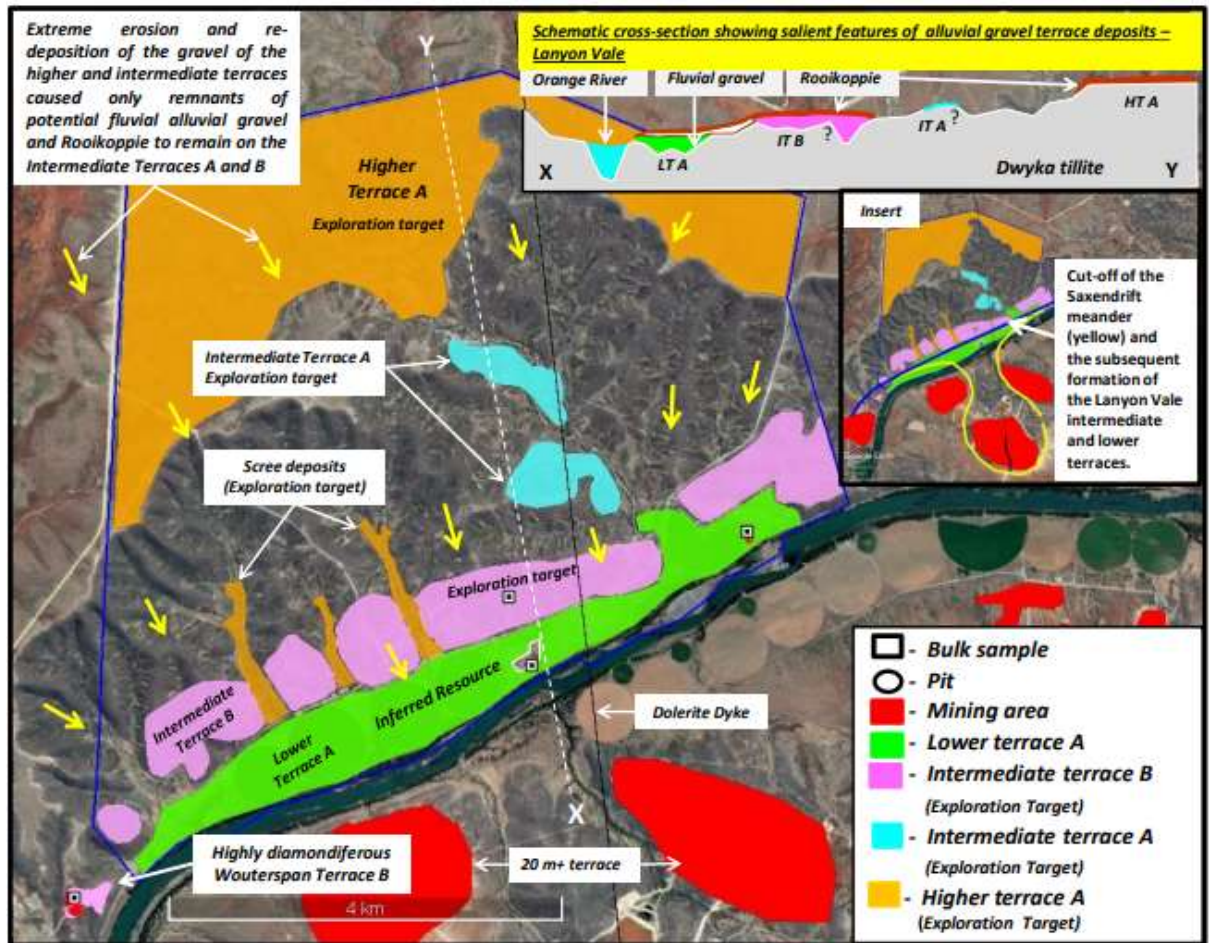 Extreme erosion and re-
deposition of the gravel of the
higher and intermediate terraces
caused only remnants of
potential fluvial alluvial gravel
and Rooikoppie to remain on the
Intermediate Terraces A and B
Y
Schematic cross-section showing salient features of alluvial gravel terrace deposits –
Lanyon Vale
Orange River
Fluvial gravel
Rooikoppie
HT A
IT A
?
IT B
?
LT A
X
Dwyka tillite
Y
Higher
Terrace A
Exploration target
Insert
Cut-off of the
Saxendrift
meander
(yellow) and
the subsequent
formation of
the Lanyon Vale
intermediate
and lower
terraces.
Intermediate Terrace A
Exploration target
Scree deposits
(Exploration target)
Exploration target
Intermediate
Terrace B
Inferred Resource
Lower
Terrace A
Dolerite Dyke
X
Highly diamondiferous
Wouterspan Terrace B
20 m+ terrace
4 km
- Bulk sample
- Pit
- Mining area
- Lower terrace A
- Intermediate terrace B
(Exploration Target)
- Intermediate terrace A
(Exploration Target)
- Higher terrace A
(Exploration Target)